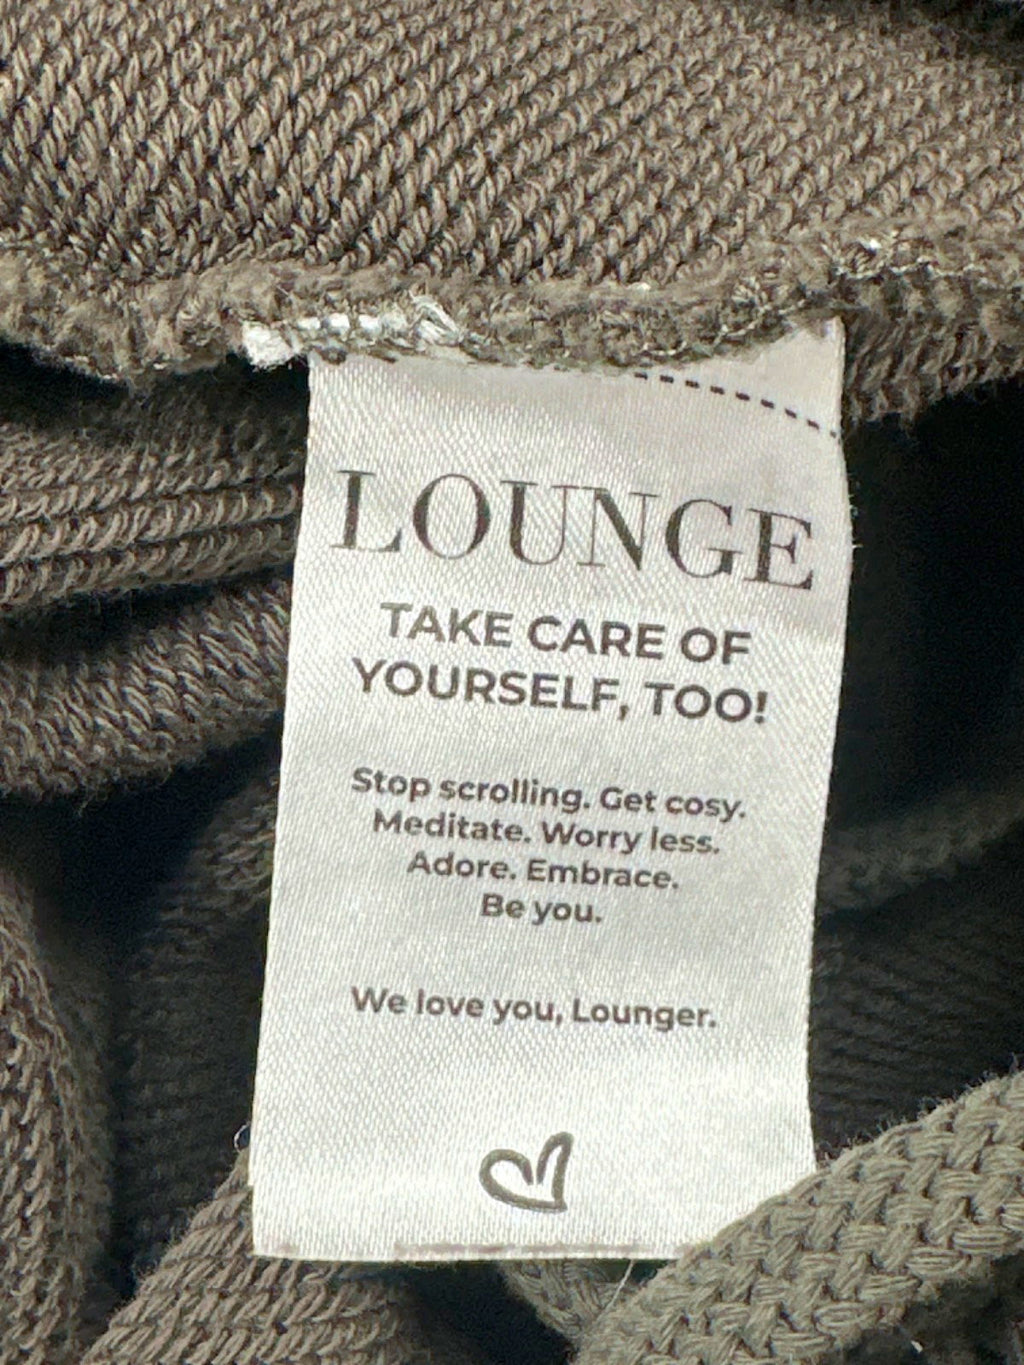 LOUNGE
TAKE CARE OF
YOURSELF, TOO!
Stop scrolling. Get cosy.
Meditate. Worry less.
Adore. Embrace.
Be you.
We love you, Lounger.